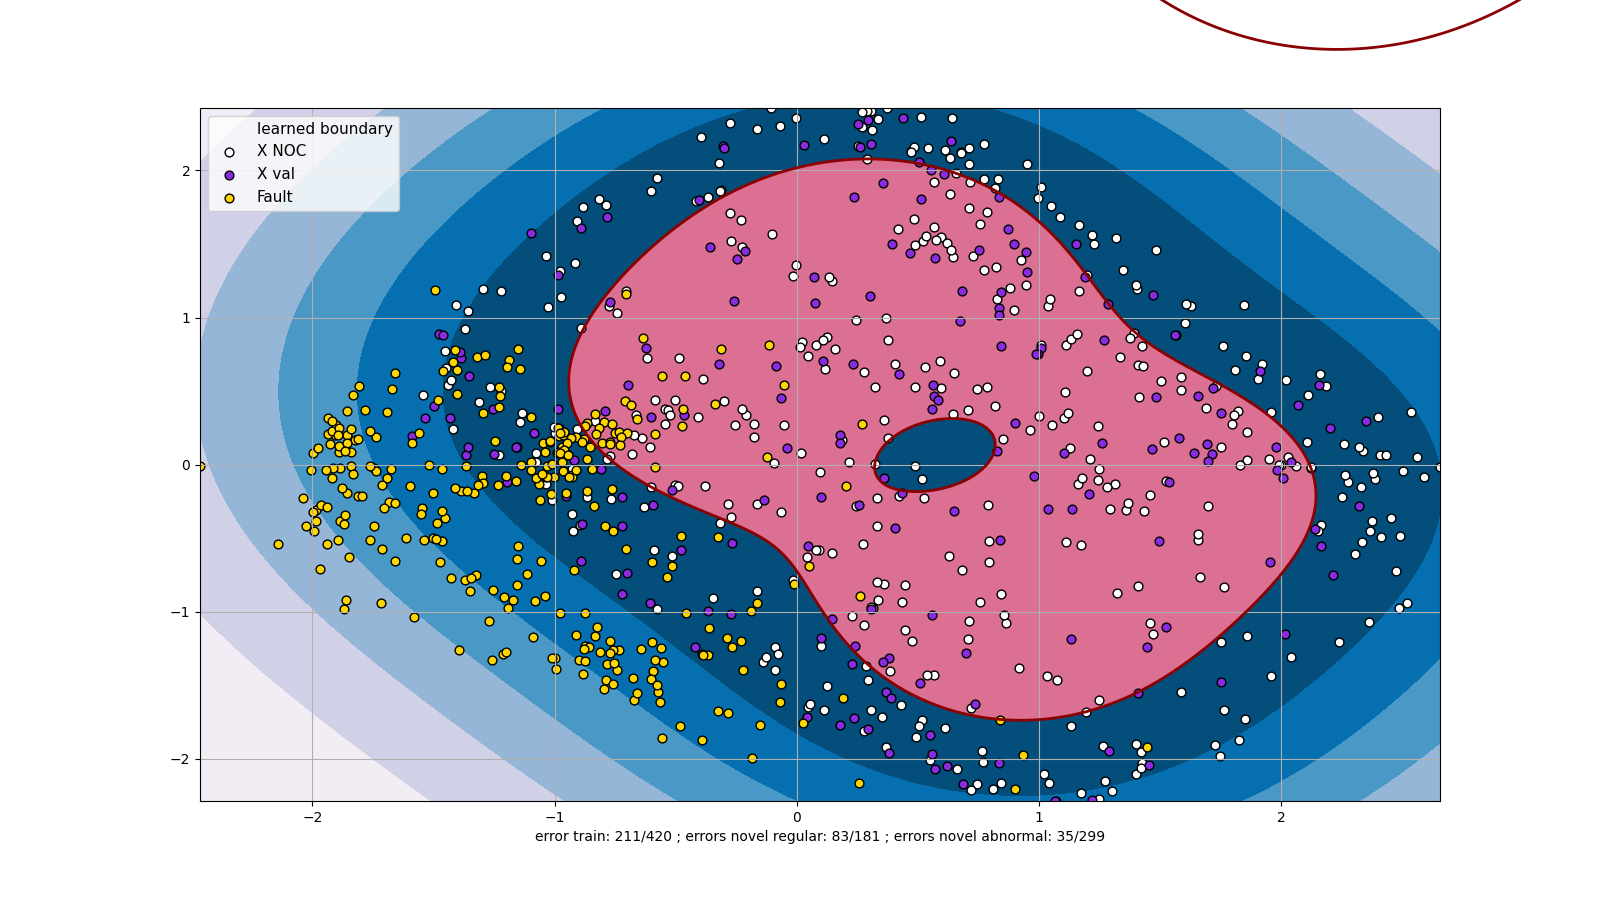 learned boundary
X NOC
X val
Fault
2
1
0
−1
−2
−2
−1
0
1
2
error train: 211/420 ; errors novel regular: 83/181 ; errors novel abnormal: 35/299